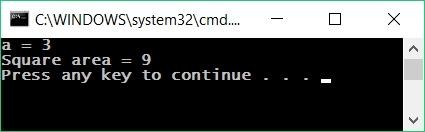 C:\WINDOWS\system32\cmd....
a = 3
Square area = 9
Press any key to continue . . .